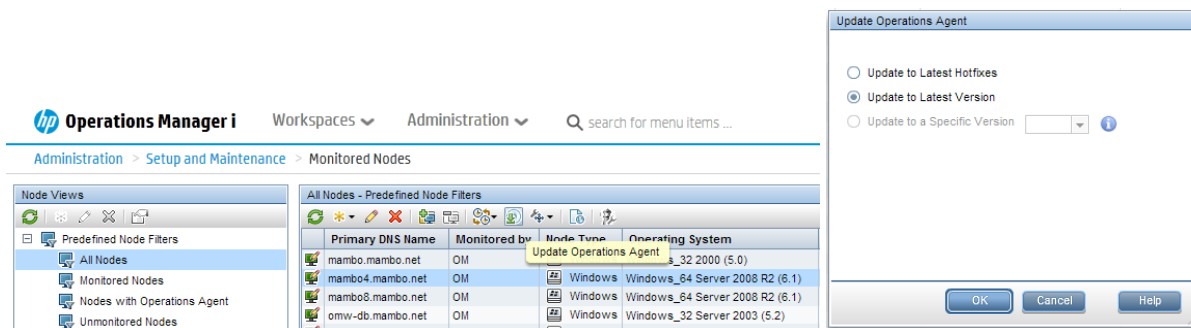 Update Operations Agent
Update to Latest Hotfixes
Update to Latest Version
Update to a Specific Version
OK Cancel Help
hp Operations Manager i Workspaces Administration search for menu items ...
Administration > Setup and Maintenance > Monitored Nodes
Node Views
Predefined Node Filters
All Nodes
Monitored Nodes
Nodes with Operations Agent
Unmonitored Nodes
All Nodes - Predefined Node Filters
Primary DNS Name Monitored by Node Type Operating System
Update Operations Agent
mambo.mambo.net OM 32 2000 (5.0)
mambo4.mambo.net OM Windows Windows_64 Server 2008 R2 (6.1)
mambo8.mambo.net OM Windows Windows_64 Server 2008 R2 (6.1)
omw-db.mambo.net OM Windows Windows_32 Server 2003 (5.2)